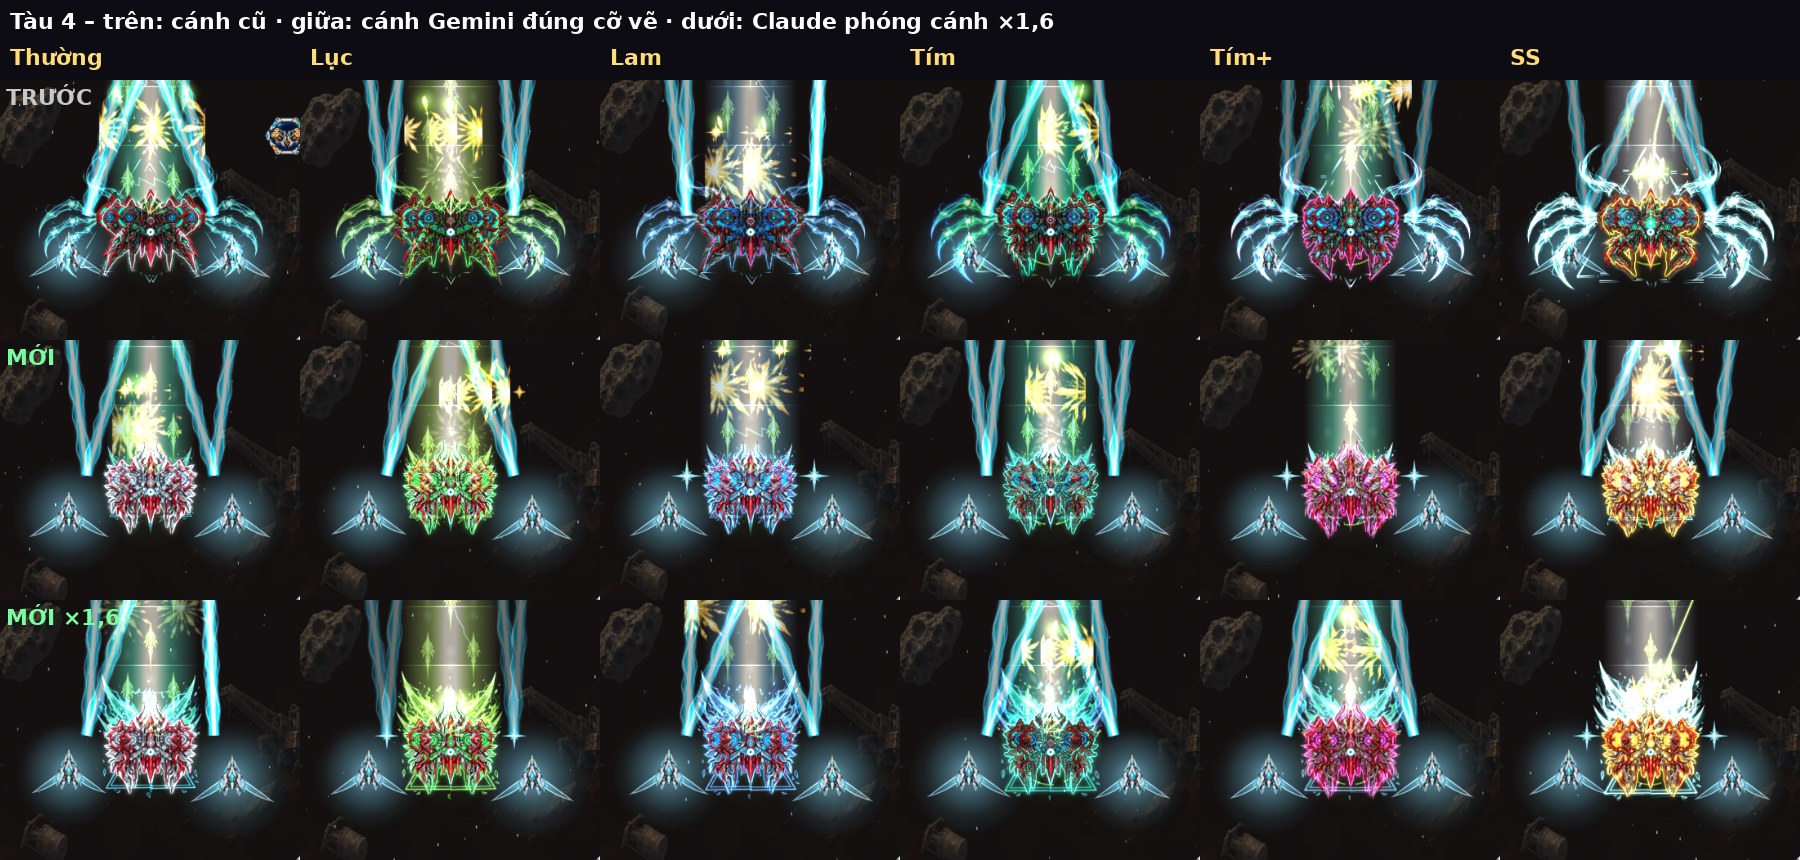 Tàu 4 – trên: cánh cũ · giữa: cánh Gemini đúng cỡ vẽ · dưới: Claude phóng cánh ×1,6
Thường Lục Lam Tím Tím+ SS
TRƯỚC
MỚI
MỚI ×1,6